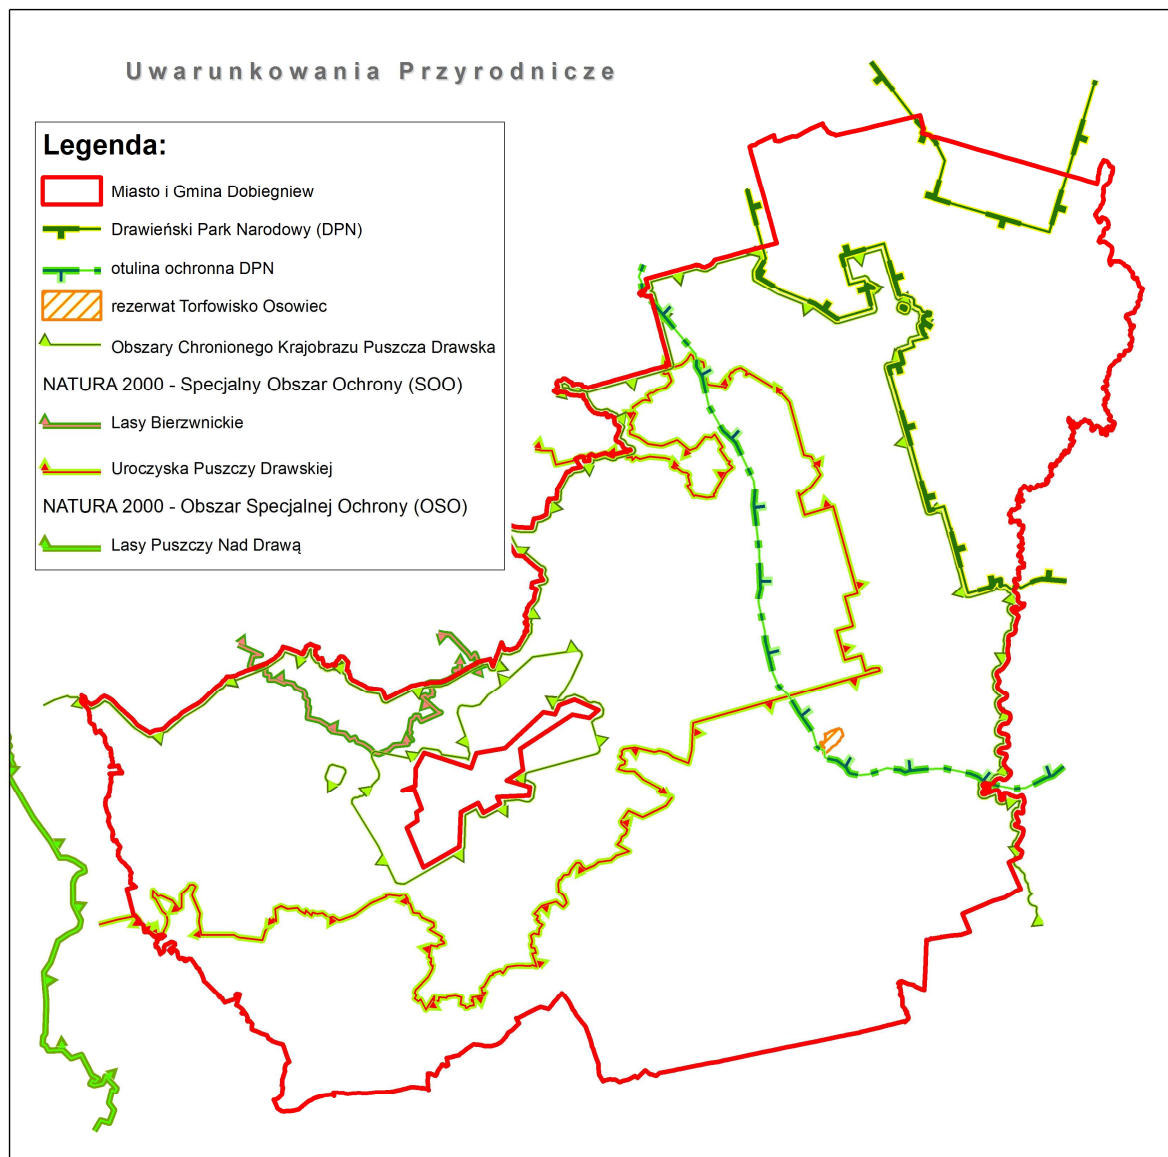 Uwarunkowania Przyrodnicze
Legenda:
Miasto i Gmina Dobiegniew
Drawieński Park Narodowy (DPN)
otulina ochronna DPN
rezerwat Torfowisko Osowiec
Obszary Chronionego Krajobrazu Puszcza Drawska
NATURA 2000 - Specjalny Obszar Ochrony (SOO)
Lasy Bierzwnickie
Uroczyska Puszczy Drawskiej
NATURA 2000 - Obszar Specjalnej Ochrony (OSO)
Lasy Puszczy Nad Drawą